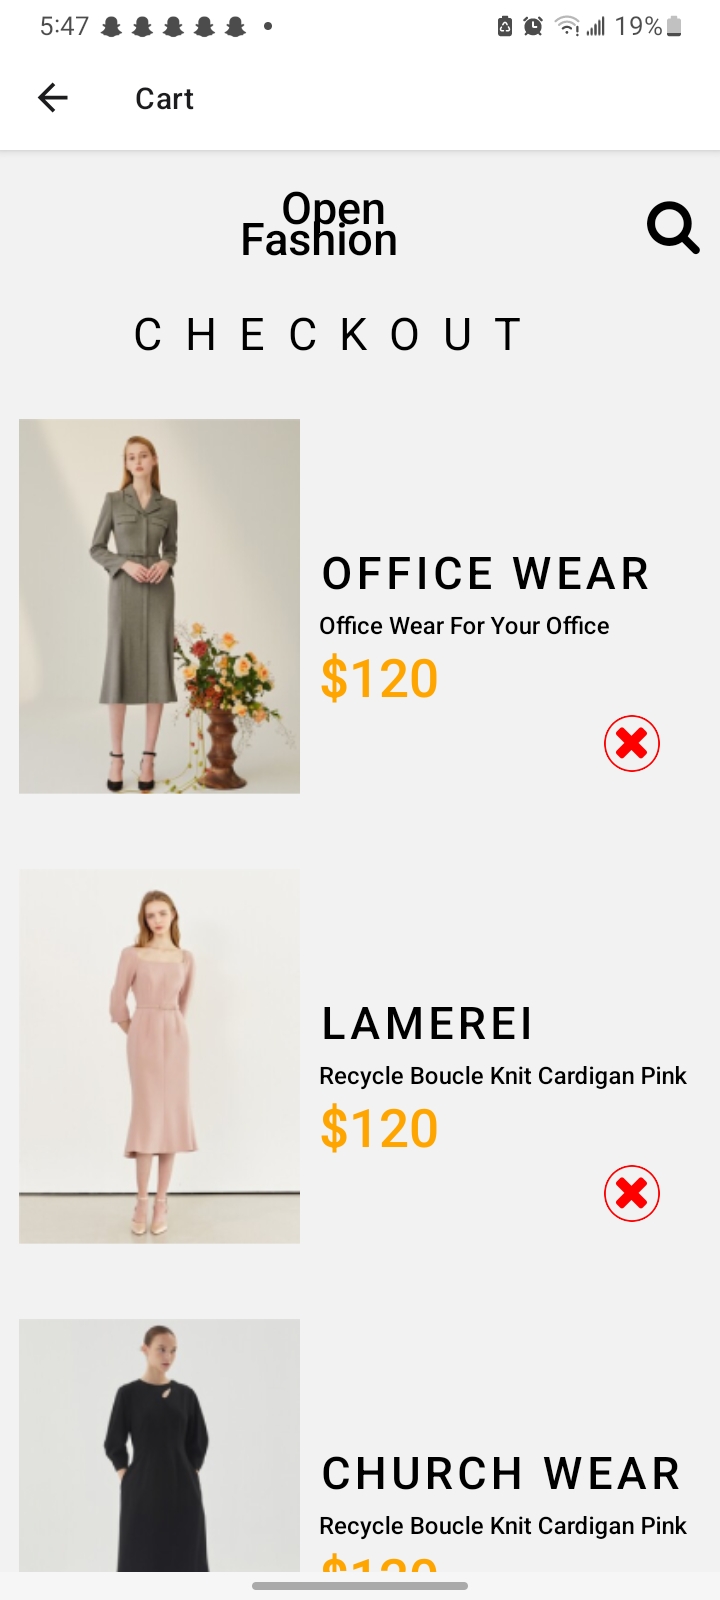 5:47
19%
Cart
Open
Fashion
CHECKOUT
OFFICE WEAR
Office Wear For Your Office
$120
LAMEREI
Recycle Boucle Knit Cardigan Pink
$120
CHURCH WEAR
Recycle Boucle Knit Cardigan Pink
$120